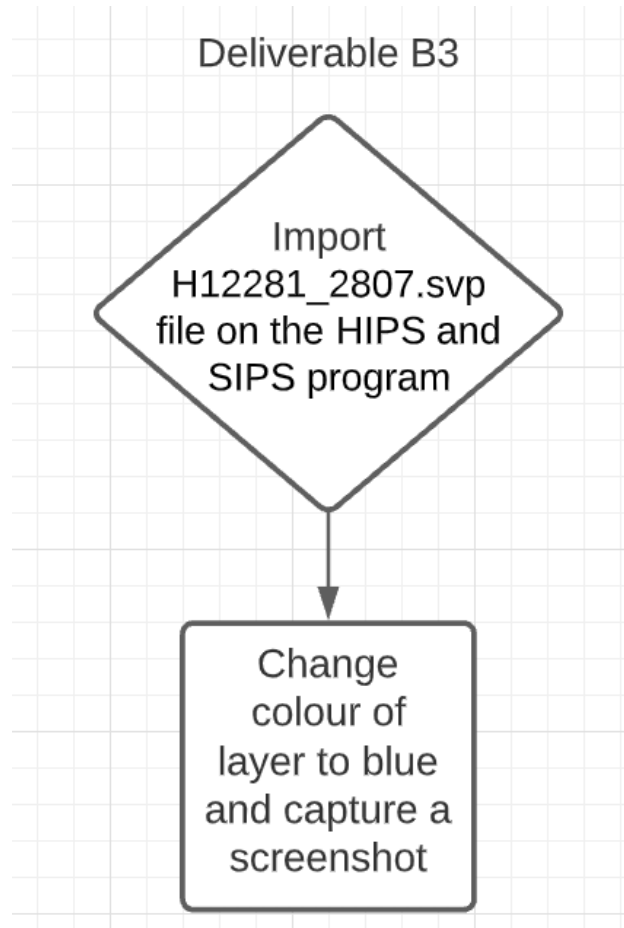 Deliverable B3
Import
H12281_2807.svp
file on the HIPS and
SIPS program
Change
colour of
layer to blue
and capture a
screenshot